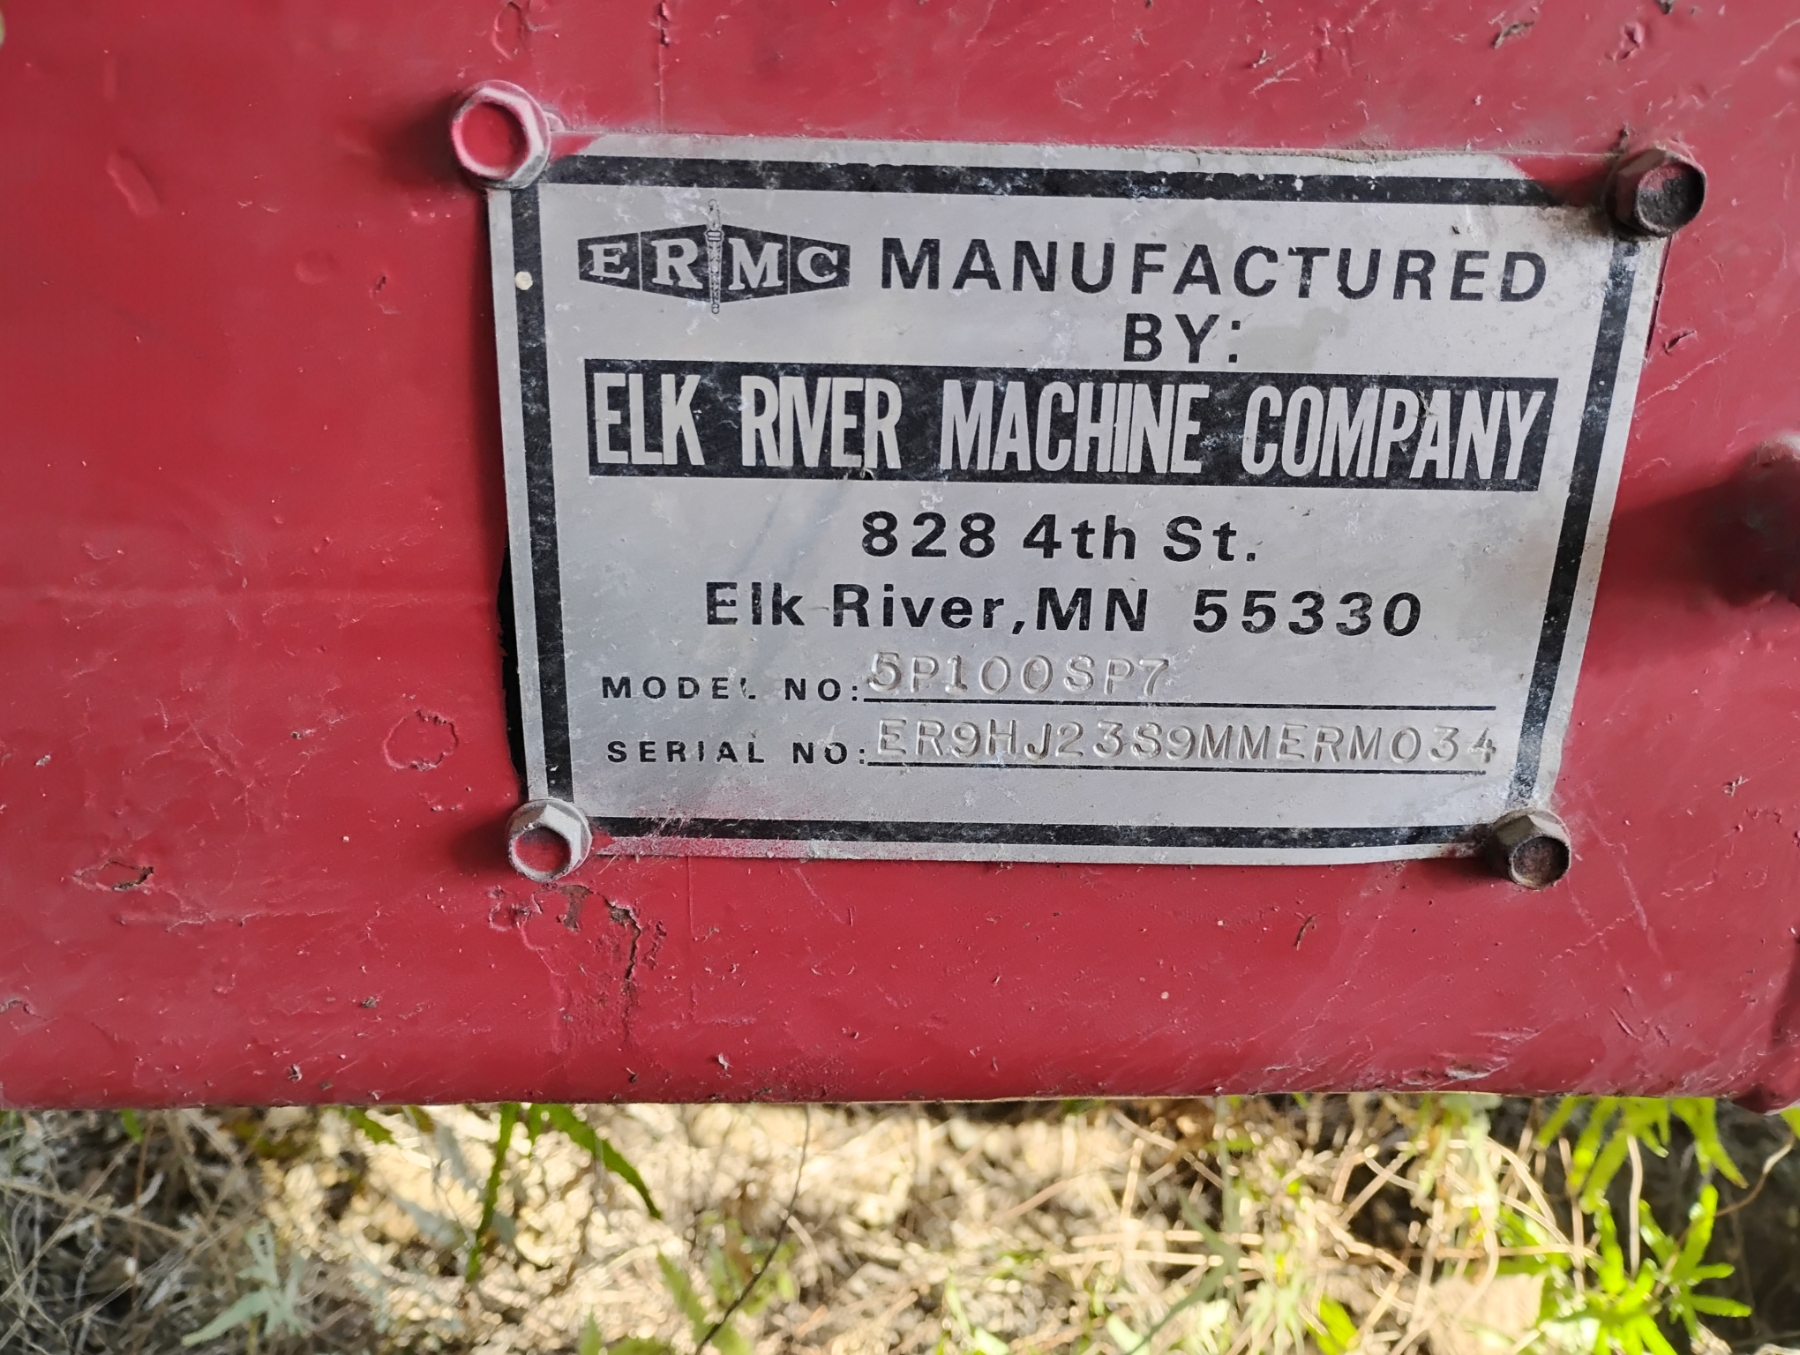 ERMC MANUFACTURED
BY:
ELK RIVER MACHINE COMPANY
828 4th St.
Elk River, MN 55330
MODEL NO: 5P100SP7
SERIAL NO: ER9HJ23S9MMERM034